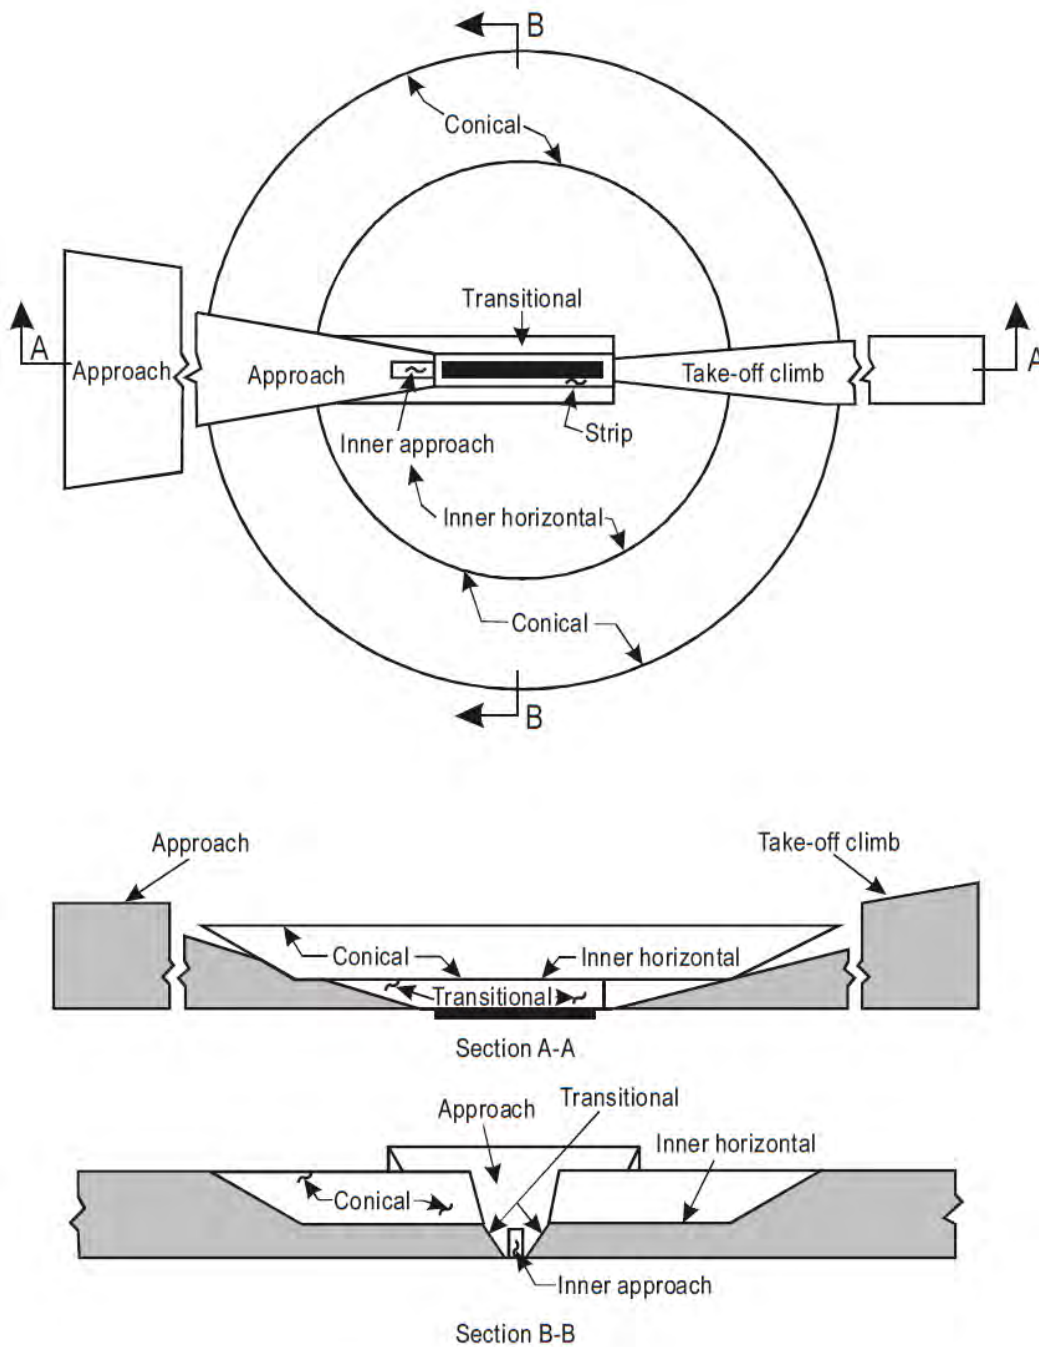 B
Conical
Transitional
A
A
Approach
Approach
Take-off climb
Inner approach
Strip
Inner horizontal
Conical
B
Approach
Take-off climb
Conical
Inner horizontal
Transitional
Section A-A
Approach
Transitional
Inner horizontal
Conical
Inner approach
Section B-B